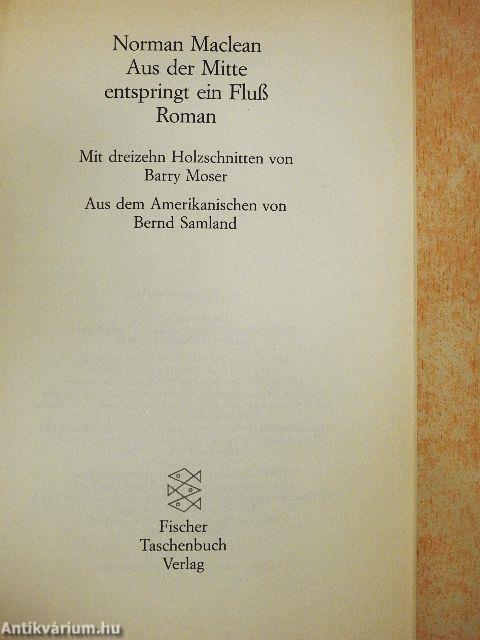 Norman Maclean
Aus der Mitte
entspringt ein Fluß
Roman
Mit dreizehn Holzschnitten von
Barry Moser
Aus dem Amerikanischen von
Bernd Samland
Fischer
Taschenbuch
Verlag
Antikvárium.hu